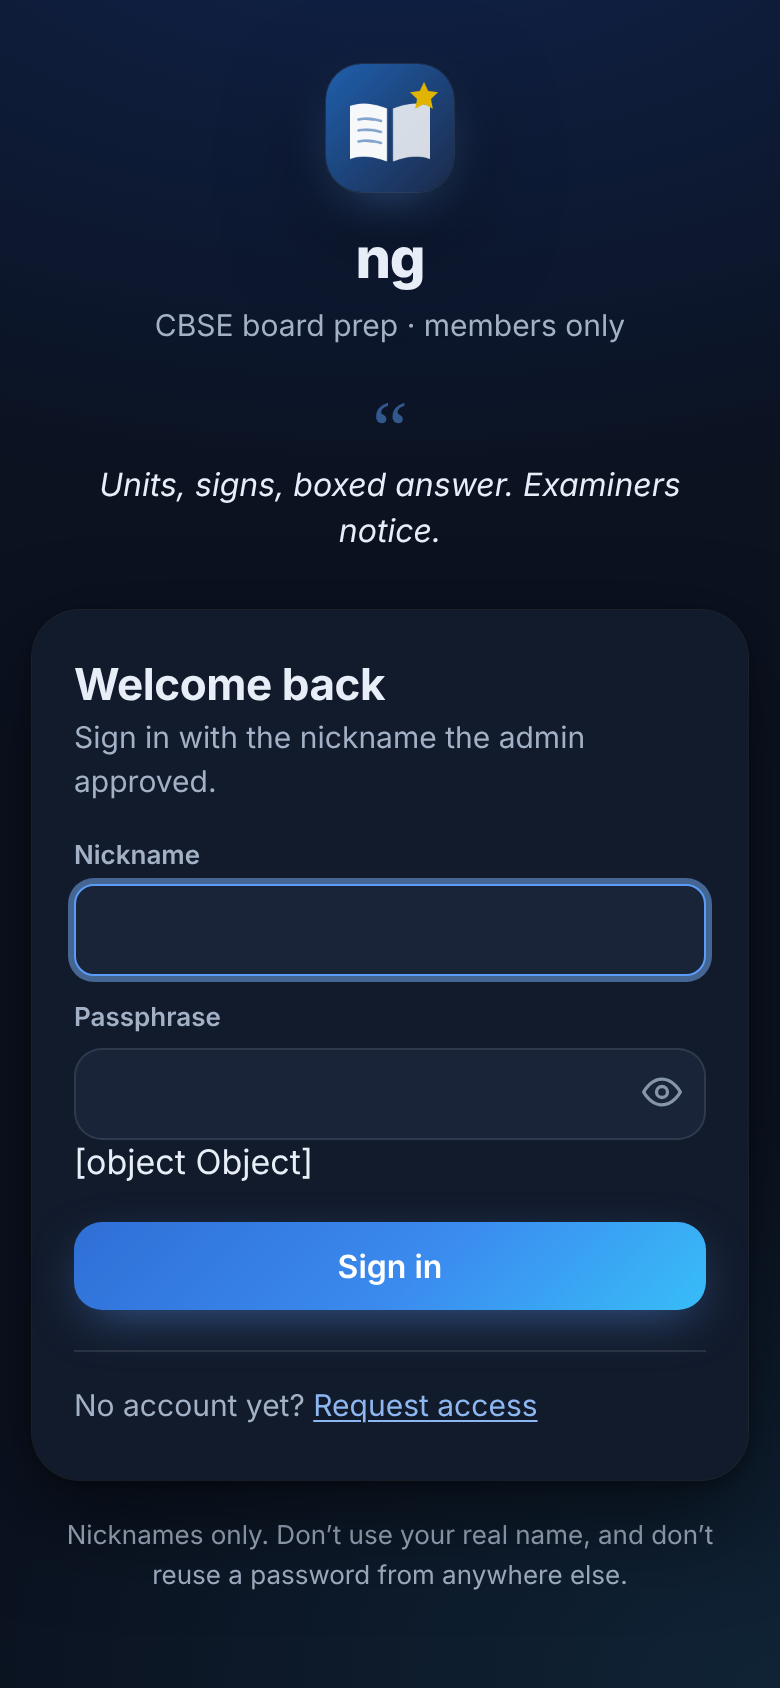 ng
CBSE board prep · members only
“
Units, signs, boxed answer. Examiners
notice.
Welcome back
Sign in with the nickname the admin
approved.
Nickname
Passphrase
[object Object]
Sign in
No account yet? Request access
Nicknames only. Don’t use your real name, and don’t
reuse a password from anywhere else.